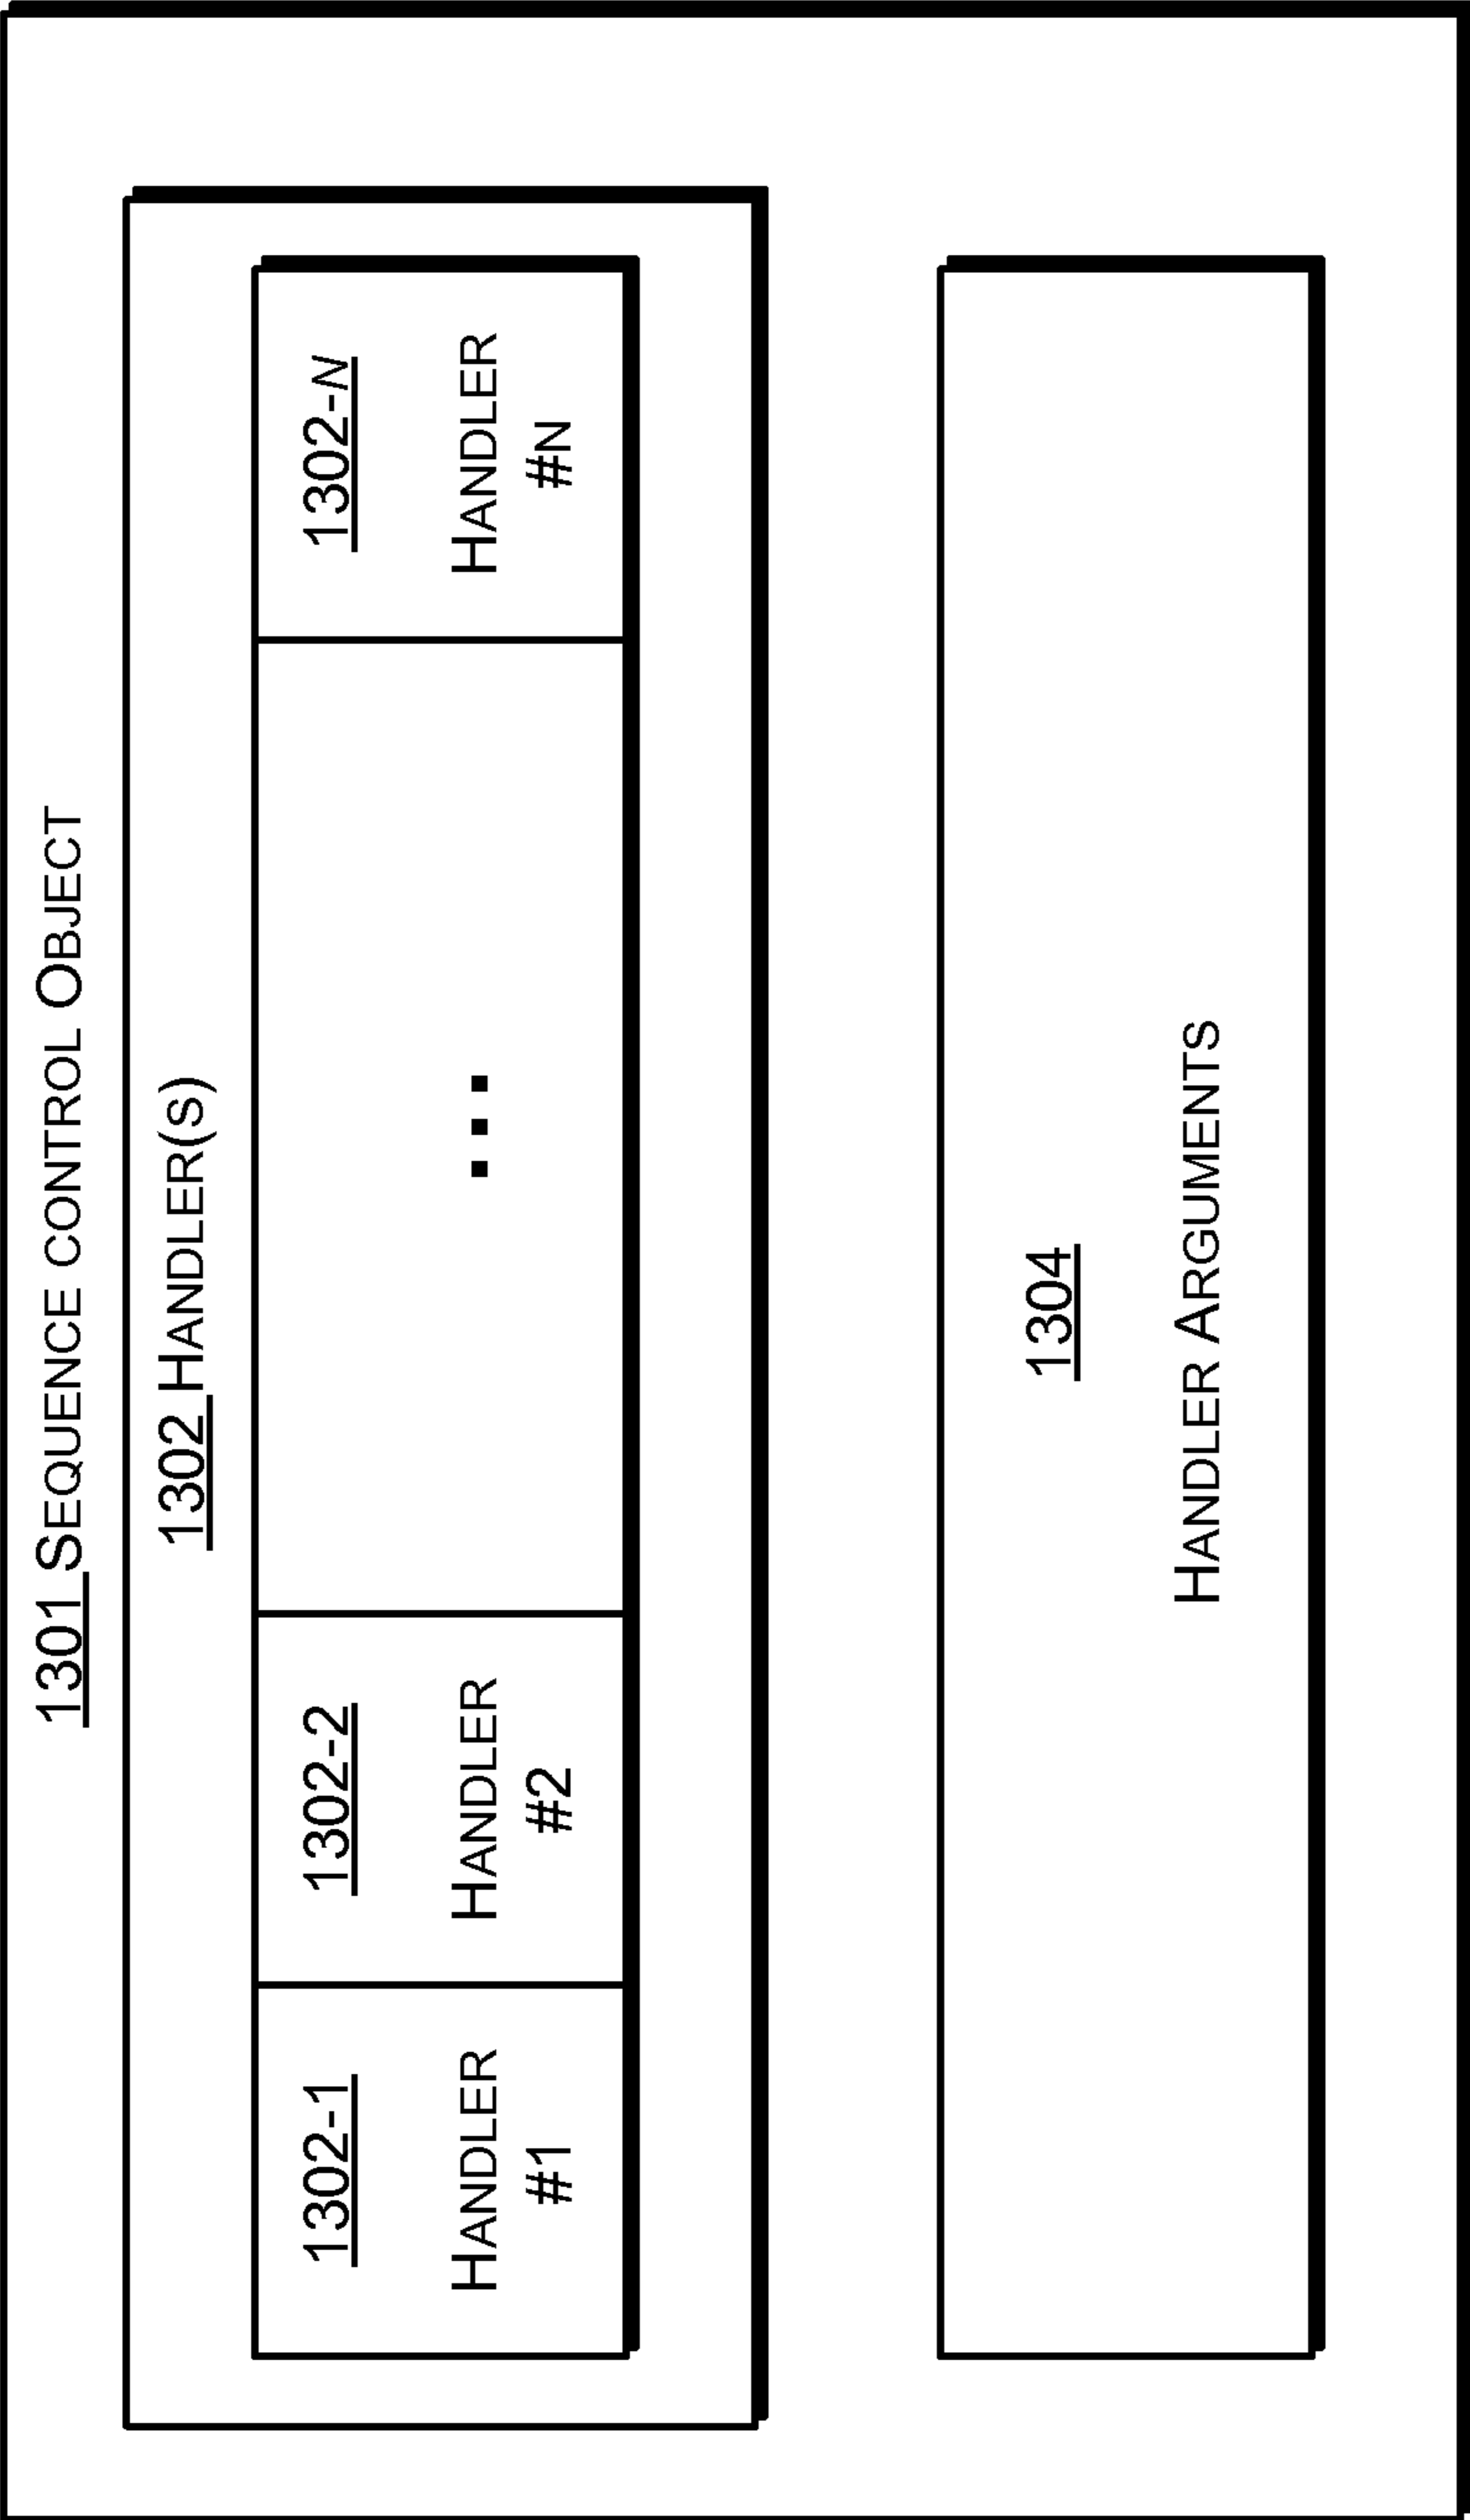 1301 SEQUENCE CONTROL OBJECT
1302 HANDLER(S)
1302-1
HANDLER
#1
1302-2
HANDLER
#2
...
1302-N
HANDLER
#N
1304
HANDLER ARGUMENTS